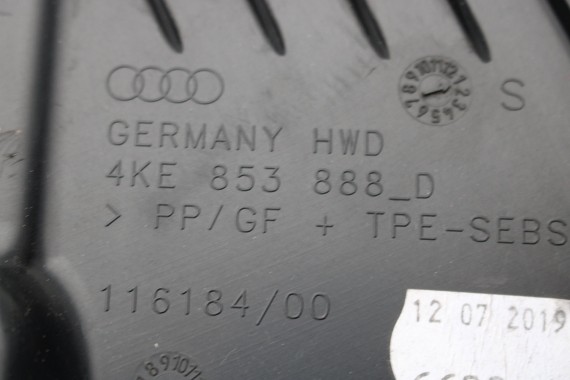 S
GERMANY HWD
4KE 853 888_D
> PP/GF + TPE-SEBS
116184/00
12 07 2019